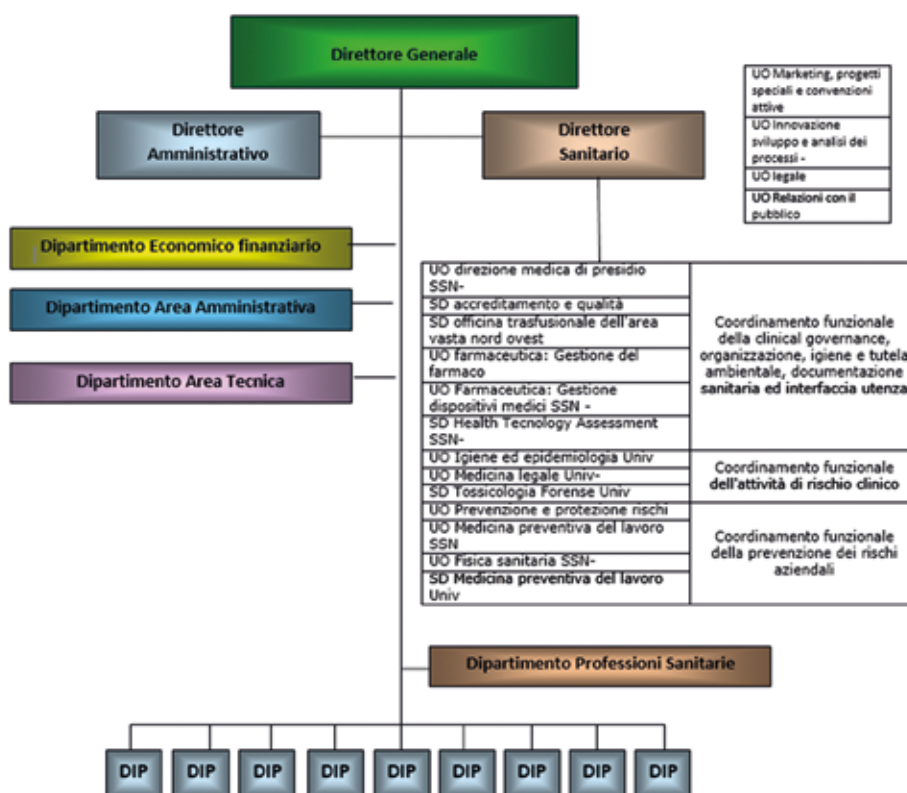 Direttore Generale
UO Marketing, progetti
speciali e convenzioni
attive
UO Innovazione
sviluppo e analisi dei
processi -
UO legale
UO Relazioni con il
pubblico
Direttore
Amministrativo
Direttore
Sanitario
Dipartimento Economico finanziario
Dipartimento Area Amministrativa
Dipartimento Area Tecnica
UO direzione medica di presidio
SSN-
SD accreditamento e qualità
SD officina trasfusionale dell'area
vasta nord ovest
UO farmaceutica: Gestione del
farmaco
UO Farmaceutica: Gestione
dispositivi medici SSN -
SD Health Tecnology Assessment
SSN-
Coordinamento funzionale
della clinical governance,
organizzazione, igiene e tutela
ambientale, documentazione
sanitaria ed interfaccia utenza
UO Igiene ed epidemiologia Univ
UO Medicina legale Univ-
SD Tossicologia Forense Univ
Coordinamento funzionale
dell'attività di rischio clinico
UO Prevenzione e protezione rischi
UO Medicina preventiva del lavoro
SSN
UO Fisica sanitaria SSN-
SD Medicina preventiva del lavoro
Univ
Coordinamento funzionale
della prevenzione dei rischi
aziendali
Dipartimento Professioni Sanitarie
DIP DIP DIP DIP DIP DIP DIP DIP DIP